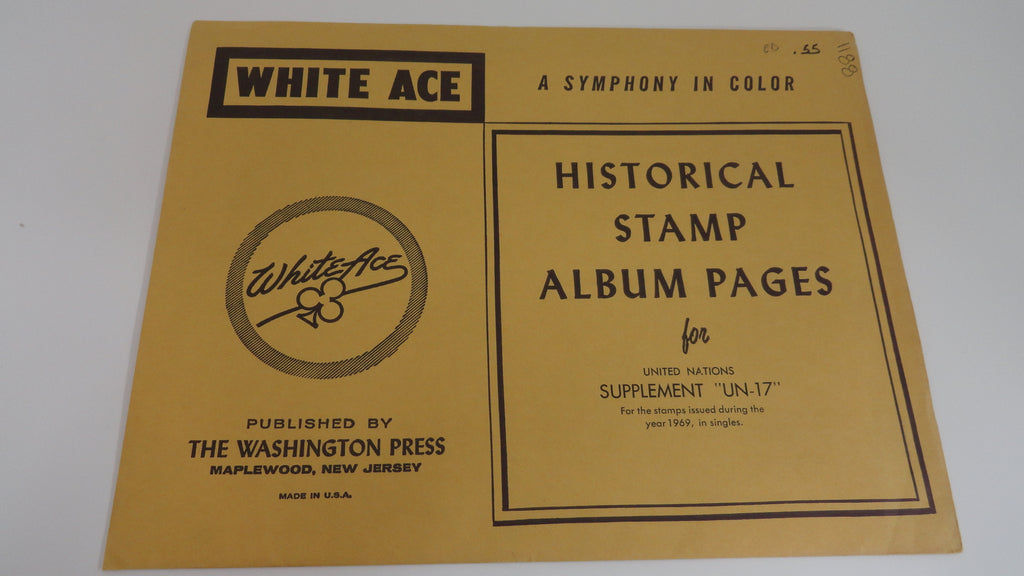 WHITE ACE
A SYMPHONY IN COLOR
ED .55
1188
White Ace
PUBLISHED BY
THE WASHINGTON PRESS
MAPLEWOOD, NEW JERSEY
MADE IN U.S.A.
HISTORICAL
STAMP
ALBUM PAGES
for
UNITED NATIONS
SUPPLEMENT "UN-17"
For the stamps issued during the
year 1969, in singles.